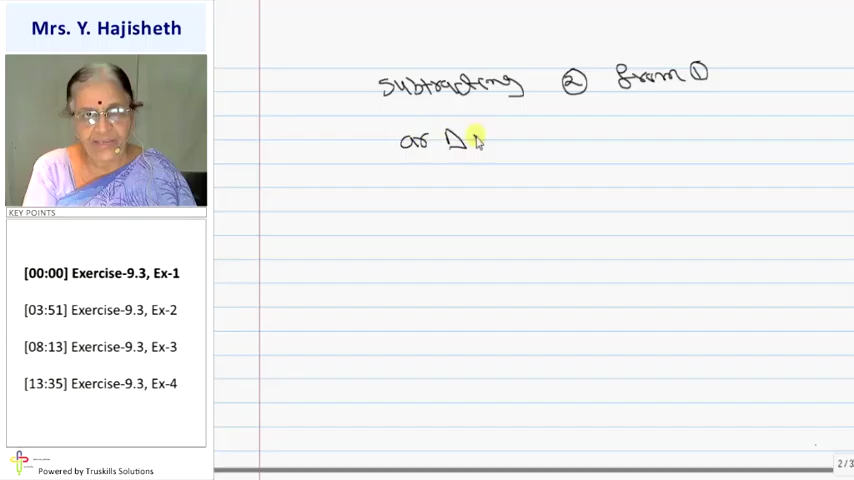 Mrs. Y. Hajisheth
KEY POINTS
[00:00] Exercise-9.3, Ex-1
[03:51] Exercise-9.3, Ex-2
[08:13] Exercise-9.3, Ex-3
[13:35] Exercise-9.3, Ex-4
Powered by Truskills Solutions
subtracting ② from ①
ar Δ
2 / 3